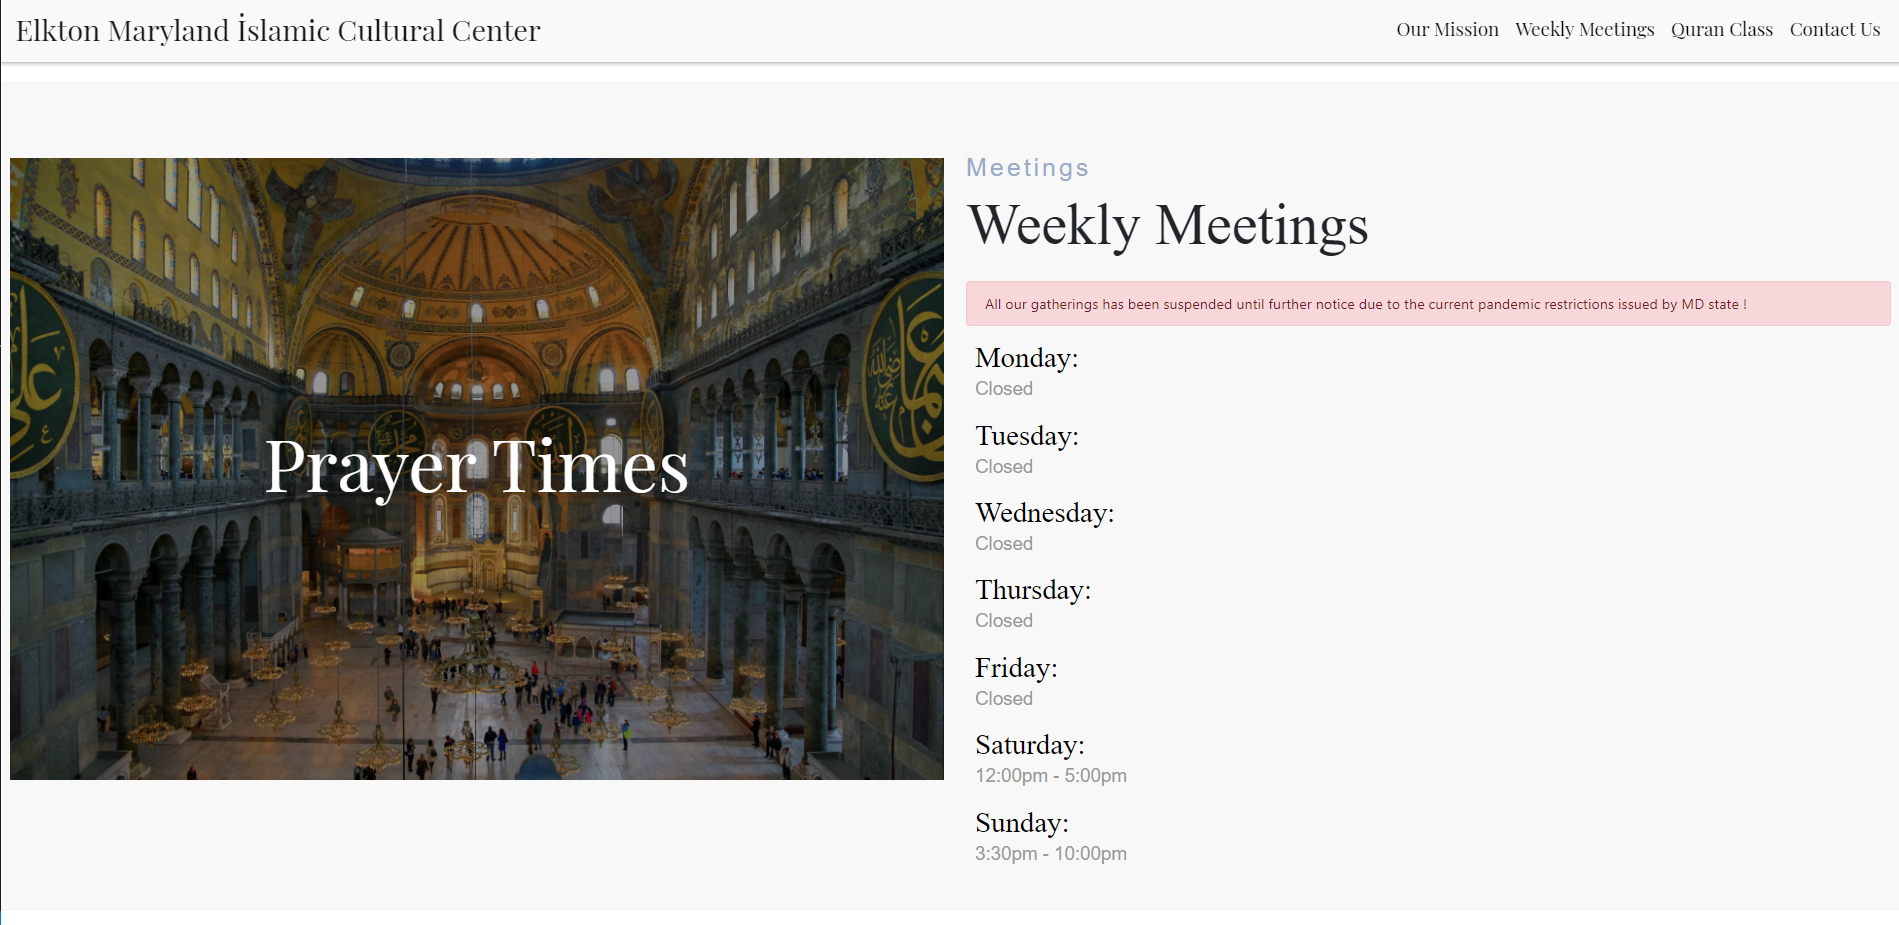 Elkton Maryland İslamic Cultural Center
Our Mission Weekly Meetings Quran Class Contact Us
Prayer Times
Meetings
Weekly Meetings
All our gatherings has been suspended until further notice due to the current pandemic restrictions issued by MD state !
Monday:
Closed
Tuesday:
Closed
Wednesday:
Closed
Thursday:
Closed
Friday:
Closed
Saturday:
12:00pm - 5:00pm
Sunday:
3:30pm - 10:00pm